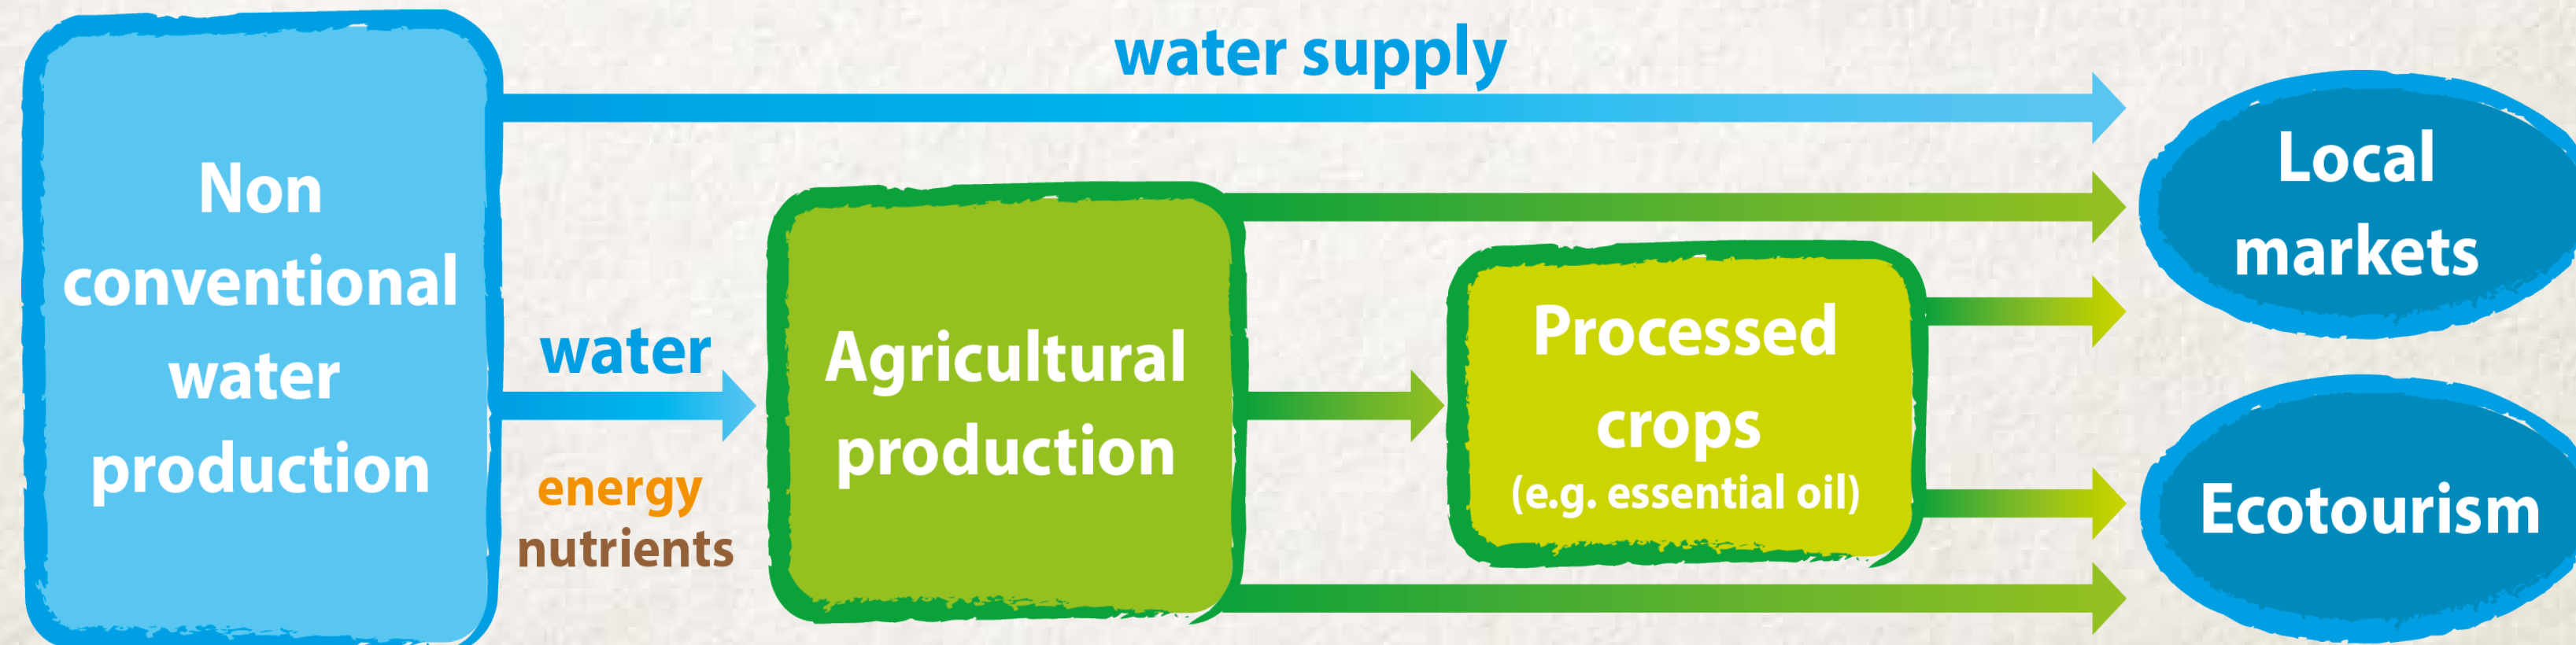 Non
conventional
water
production
water supply
water
energy
nutrients
Agricultural
production
Processed
crops
(e.g. essential oil)
Local
markets
Ecotourism